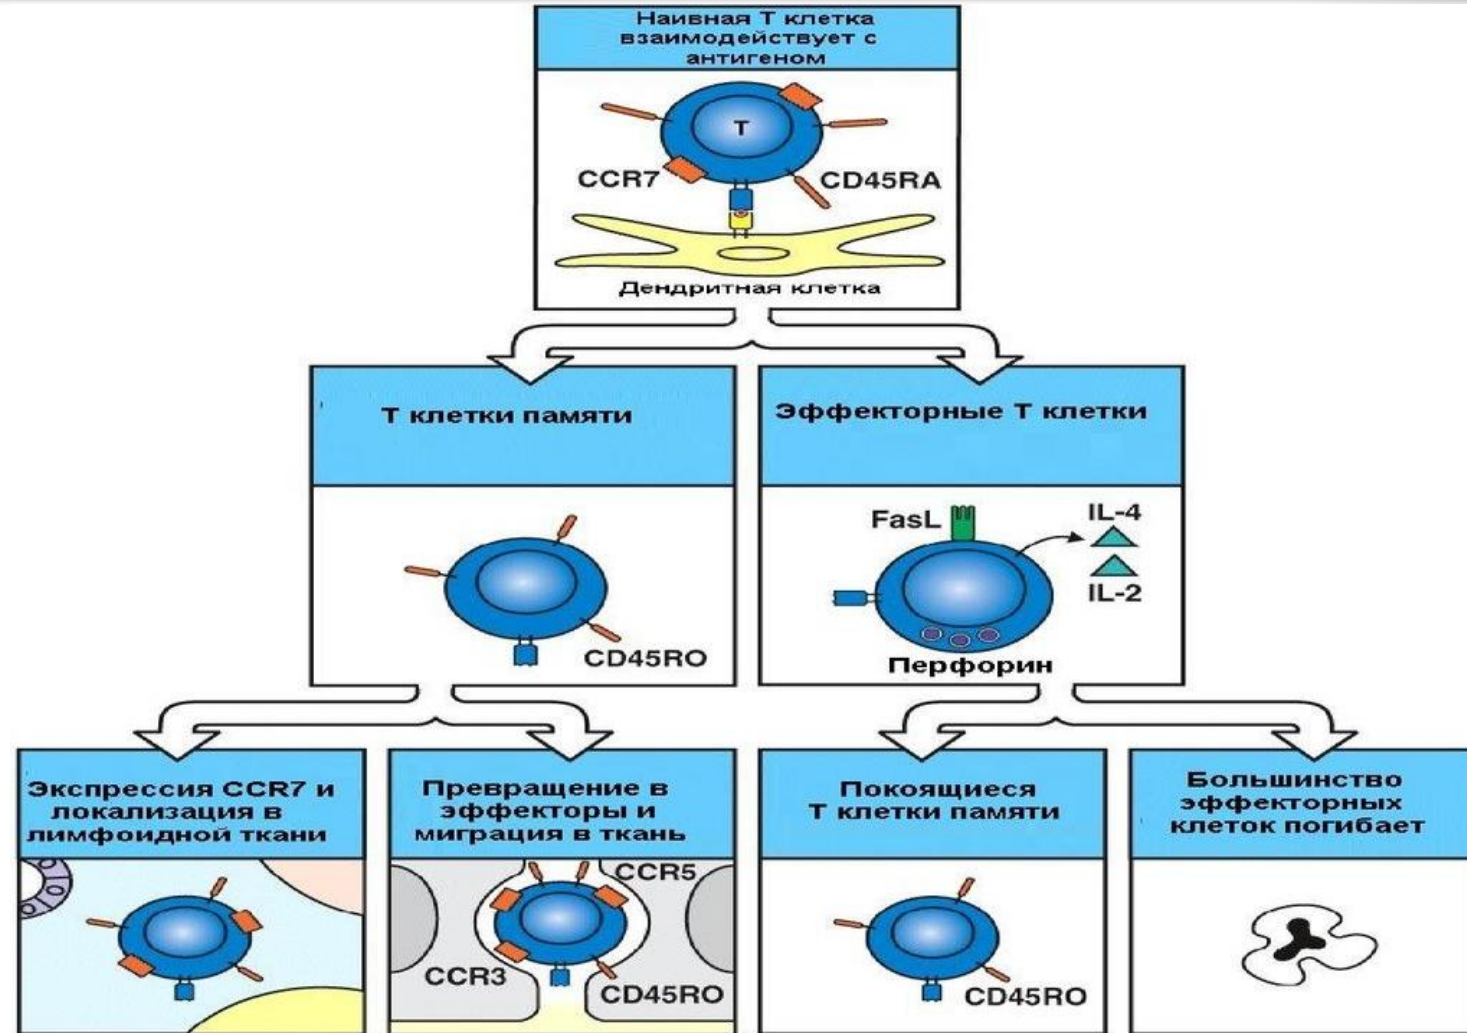 Наивная Т клетка
взаимодействует с
антигеном
T
CCR7
CD45RA
Дендритная клетка
Т клетки памяти
CD45RO
Эффекторные Т клетки
FasL
IL-4
IL-2
Перфорин
Экспрессия CCR7 и
локализация в
лимфоидной ткани
Превращение в
эффекторы и
миграция в ткань
CCR5
CCR3
CD45RO
Покоящиеся
Т клетки памяти
CD45RO
Большинство
эффекторных
клеток погибает